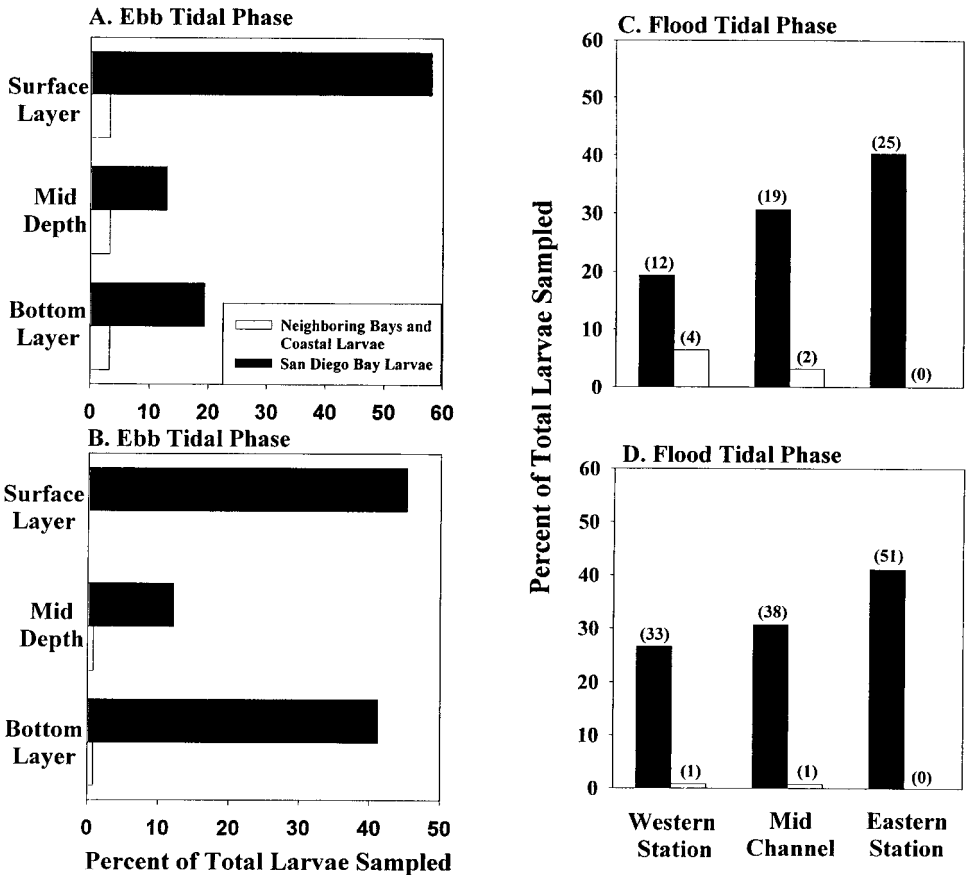 A. Ebb Tidal Phase
Surface
Layer
Mid
Depth
Bottom
Layer
Neighboring Bays and
Coastal Larvae
San Diego Bay Larvae
0 10 20 30 40 50 60
B. Ebb Tidal Phase
Surface
Layer
Mid
Depth
Bottom
Layer
0 10 20 30 40 50
Percent of Total Larvae Sampled
Percent of Total Larvae Sampled
C. Flood Tidal Phase
60
50
40
30
20
10
0
(12)
(4)
(19)
(2)
(25)
(0)
D. Flood Tidal Phase
60
50
40
30
20
10
0
(33)
(1)
(38)
(1)
(51)
(0)
Western
Station
Mid
Channel
Eastern
Station